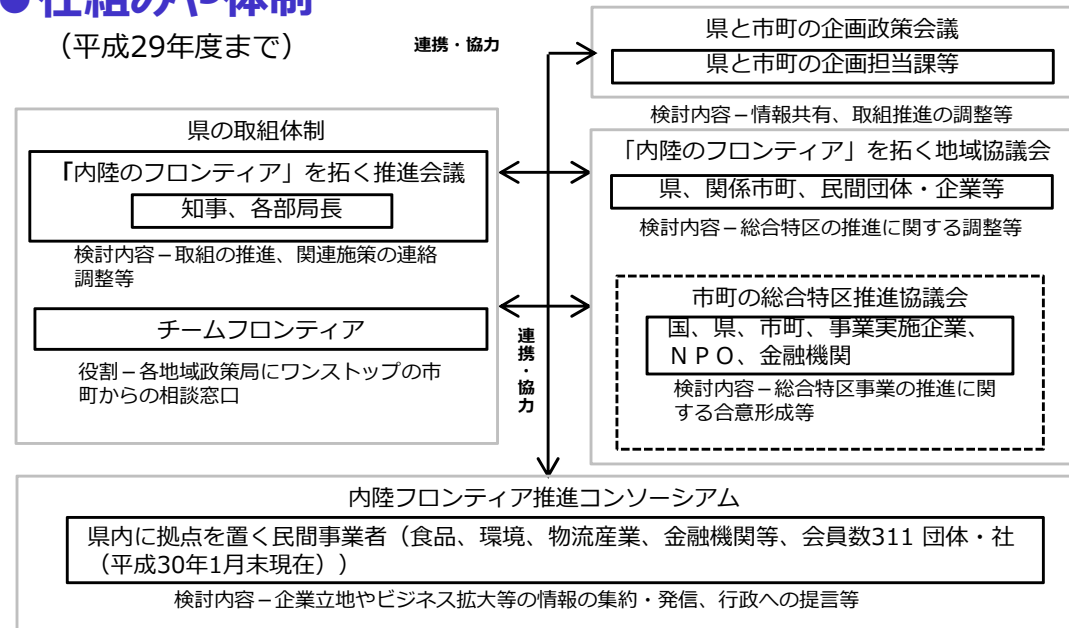 ●仕組みや体制
（平成29年度まで）
連携・協力
県と市町の企画政策会議
県と市町の企画担当課等
検討内容－情報共有、取組推進の調整等
県の取組体制
「内陸のフロンティア」を拓く推進会議
知事、各部局長
検討内容－取組の推進、関連施策の連絡
調整等
チームフロンティア
役割－各地域政策局にワンストップの市
町からの相談窓口
「内陸のフロンティア」を拓く地域協議会
県、関係市町、民間団体・企業等
検討内容－総合特区の推進に関する調整等
市町の総合特区推進協議会
国、県、市町、事業実施企業、
ＮＰＯ、金融機関
検討内容－総合特区事業の推進に関
する合意形成等
連携・協力
内陸フロンティア推進コンソーシアム
県内に拠点を置く民間事業者（食品、環境、物流産業、金融機関等、会員数311 団体・社
（平成30年1月末現在））
検討内容－企業立地やビジネス拡大等の情報の集約・発信、行政への提言等